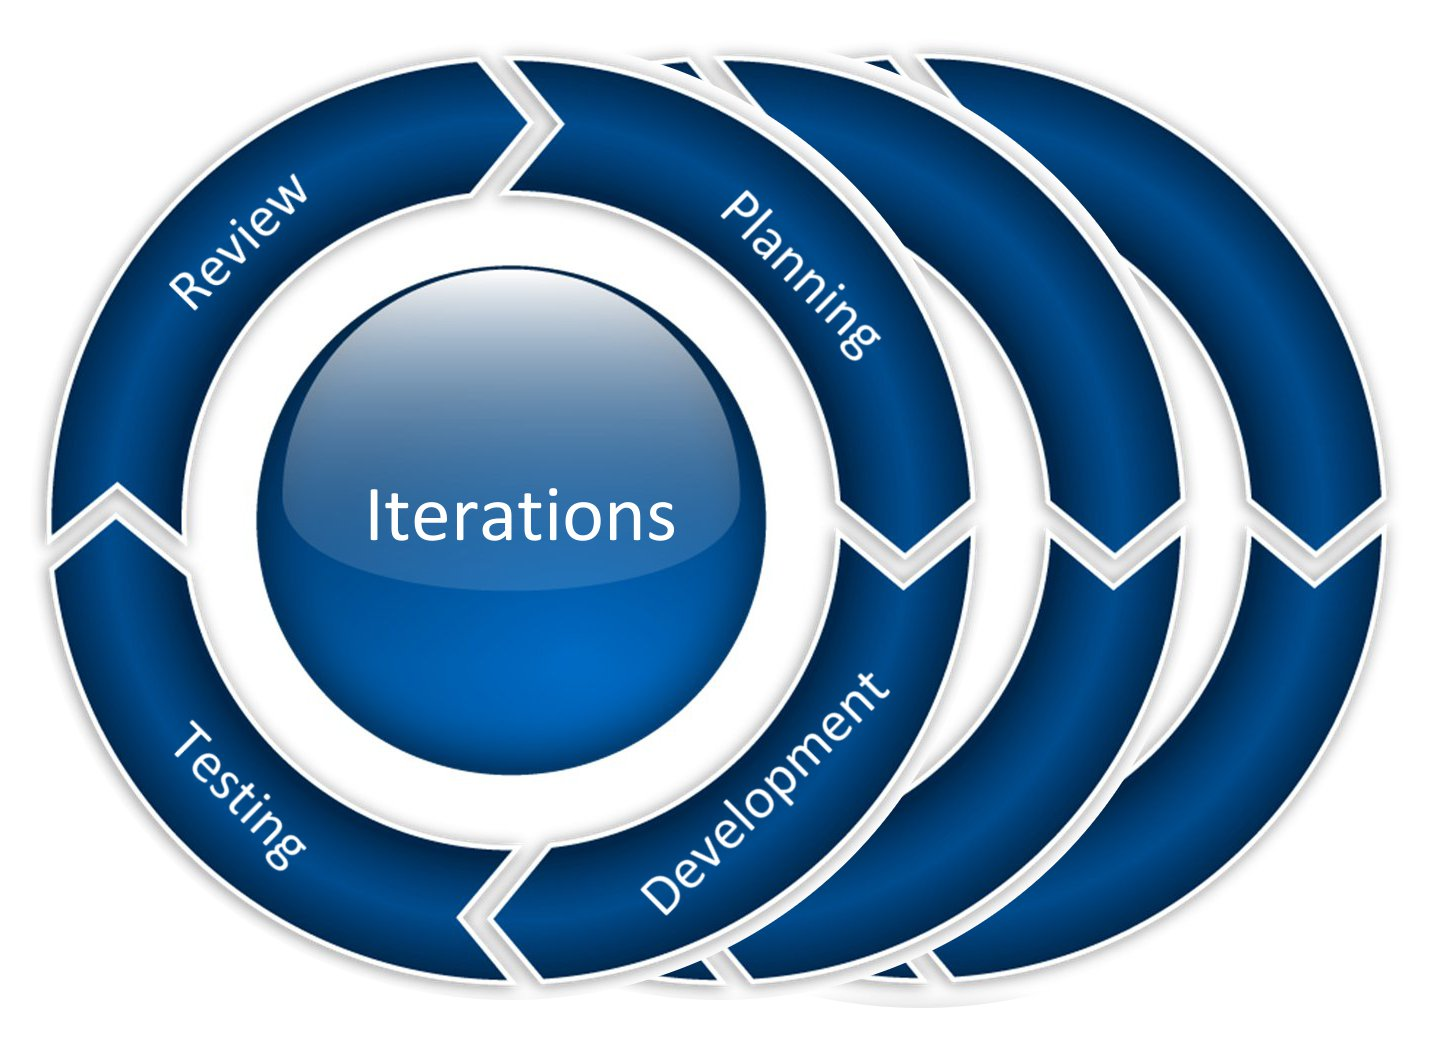 Review
Planning
Iterations
Development
Testing